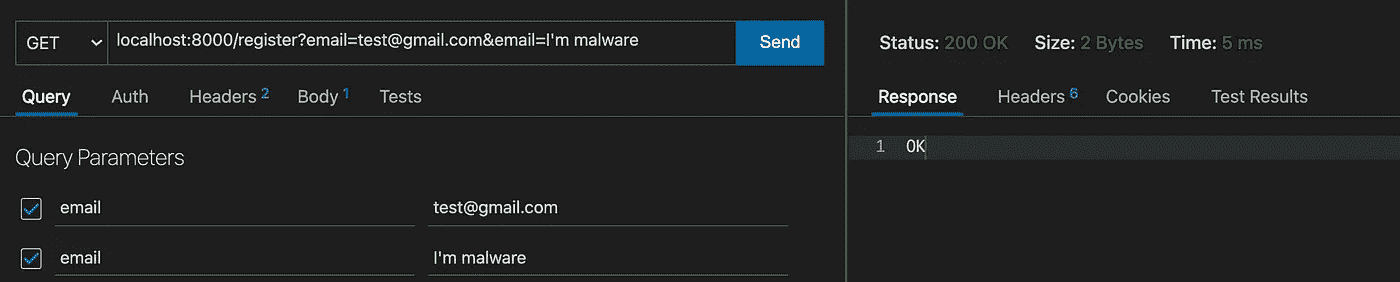 GET localhost:8000/register?email=test@gmail.com&email=I'm malware Send
Query Auth Headers 2 Body 1 Tests
Query Parameters
email test@gmail.com
email I'm malware
Status: 200 OK Size: 2 Bytes Time: 5 ms
Response Headers 6 Cookies Test Results
1 OK